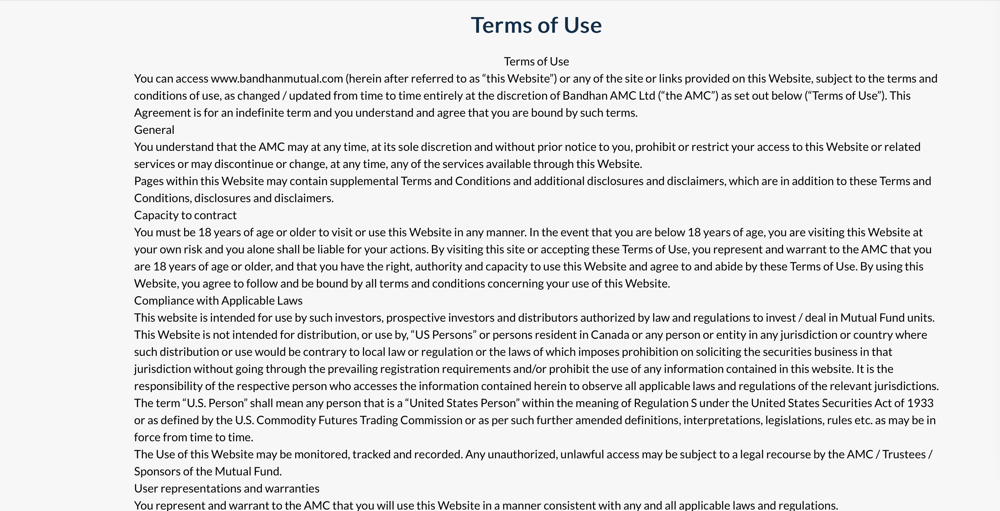 Terms of Use
Terms of Use
You can access www.bandhanmutual.com (herein after referred to as “this Website”) or any of the site or links provided on this Website, subject to the terms and
conditions of use, as changed / updated from time to time entirely at the discretion of Bandhan AMC Ltd (“the AMC”) as set out below (“Terms of Use”). This
Agreement is for an indefinite term and you understand and agree that you are bound by such terms.
General
You understand that the AMC may at any time, at its sole discretion and without prior notice to you, prohibit or restrict your access to this Website or related
services or may discontinue or change, at any time, any of the services available through this Website.
Pages within this Website may contain supplemental Terms and Conditions and additional disclosures and disclaimers, which are in addition to these Terms and
Conditions, disclosures and disclaimers.
Capacity to contract
You must be 18 years of age or older to visit or use this Website in any manner. In the event that you are below 18 years of age, you are visiting this Website at
your own risk and you alone shall be liable for your actions. By visiting this site or accepting these Terms of Use, you represent and warrant to the AMC that you
are 18 years of age or older, and that you have the right, authority and capacity to use this Website and agree to and abide by these Terms of Use. By using this
Website, you agree to follow and be bound by all terms and conditions concerning your use of this Website.
Compliance with Applicable Laws
This website is intended for use by such investors, prospective investors and distributors authorized by law and regulations to invest / deal in Mutual Fund units.
This Website is not intended for distribution, or use by, “US Persons” or persons resident in Canada or any person or entity in any jurisdiction or country where
such distribution or use would be contrary to local law or regulation or the laws of which imposes prohibition on soliciting the securities business in that
jurisdiction without going through the prevailing registration requirements and/or prohibit the use of any information contained in this website. It is the
responsibility of the respective person who accesses the information contained herein to observe all applicable laws and regulations of the relevant jurisdictions.
The term “U.S. Person” shall mean any person that is a “United States Person” within the meaning of Regulation S under the United States Securities Act of 1933
or as defined by the U.S. Commodity Futures Trading Commission or as per such further amended definitions, interpretations, legislations, rules etc. as may be in
force from time to time.
The Use of this Website may be monitored, tracked and recorded. Any unauthorized, unlawful access may be subject to a legal recourse by the AMC / Trustees /
Sponsors of the Mutual Fund.
User representations and warranties
You represent and warrant to the AMC that you will use this Website in a manner consistent with any and all applicable laws and regulations.